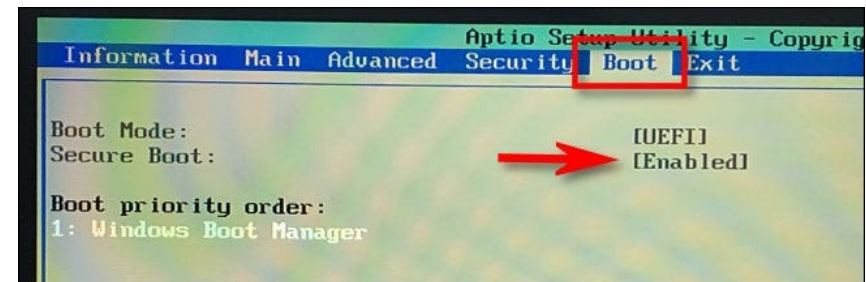 Aptio Setup Utility - Copyrig
Information Main Advanced Security Boot Exit
Boot Mode: [UEFI]
Secure Boot: [Enabled]
Boot priority order:
1: Windows Boot Manager